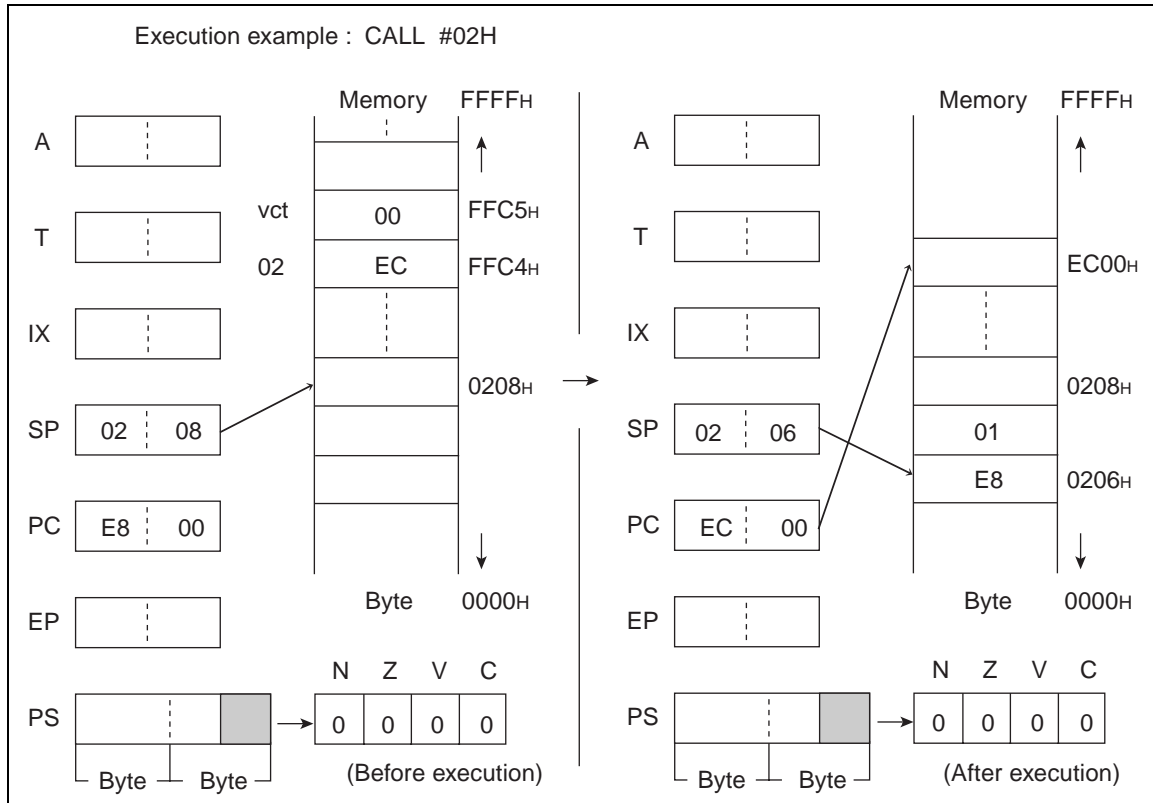 Execution example : CALL #02H
Memory FFFFH
A
vct 00 FFC5H
T
02 EC FFC4H
IX
0208H
SP 02 08
PC E8 00
Byte 0000H
EP
N Z V C
PS 0 0 0 0
Byte Byte (Before execution)
Memory FFFFH
A
T
EC00H
IX
0208H
SP 02 06 01
E8 0206H
PC EC 00
Byte 0000H
EP
N Z V C
PS 0 0 0 0
Byte Byte (After execution)